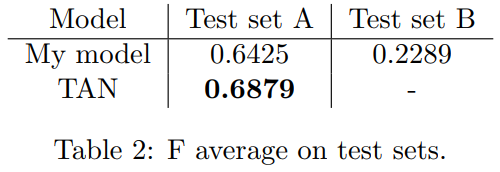 Model Test set A Test set B
My model 0.6425 0.2289
TAN 0.6879 -
Table 2: F average on test sets.